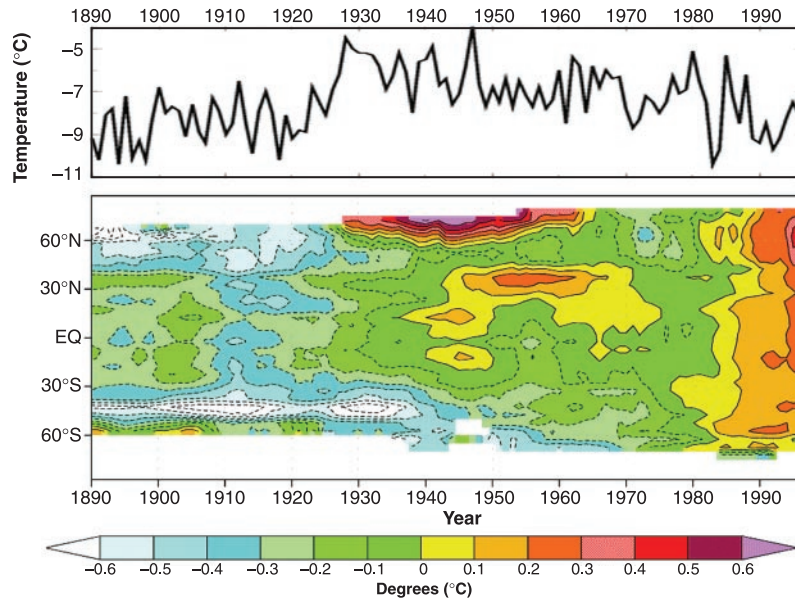 1890 1900 1910 1920 1930 1940 1950 1960 1970 1980 1990
Temperature (°C)
−5
−7
−9
−11
60°N
30°N
EQ
30°S
60°S
1890 1900 1910 1920 1930 1940 1950 1960 1970 1980 1990
Year
−0.6 −0.5 −0.4 −0.3 −0.2 −0.1 0 0.1 0.2 0.3 0.4 0.5 0.6
Degrees (°C)